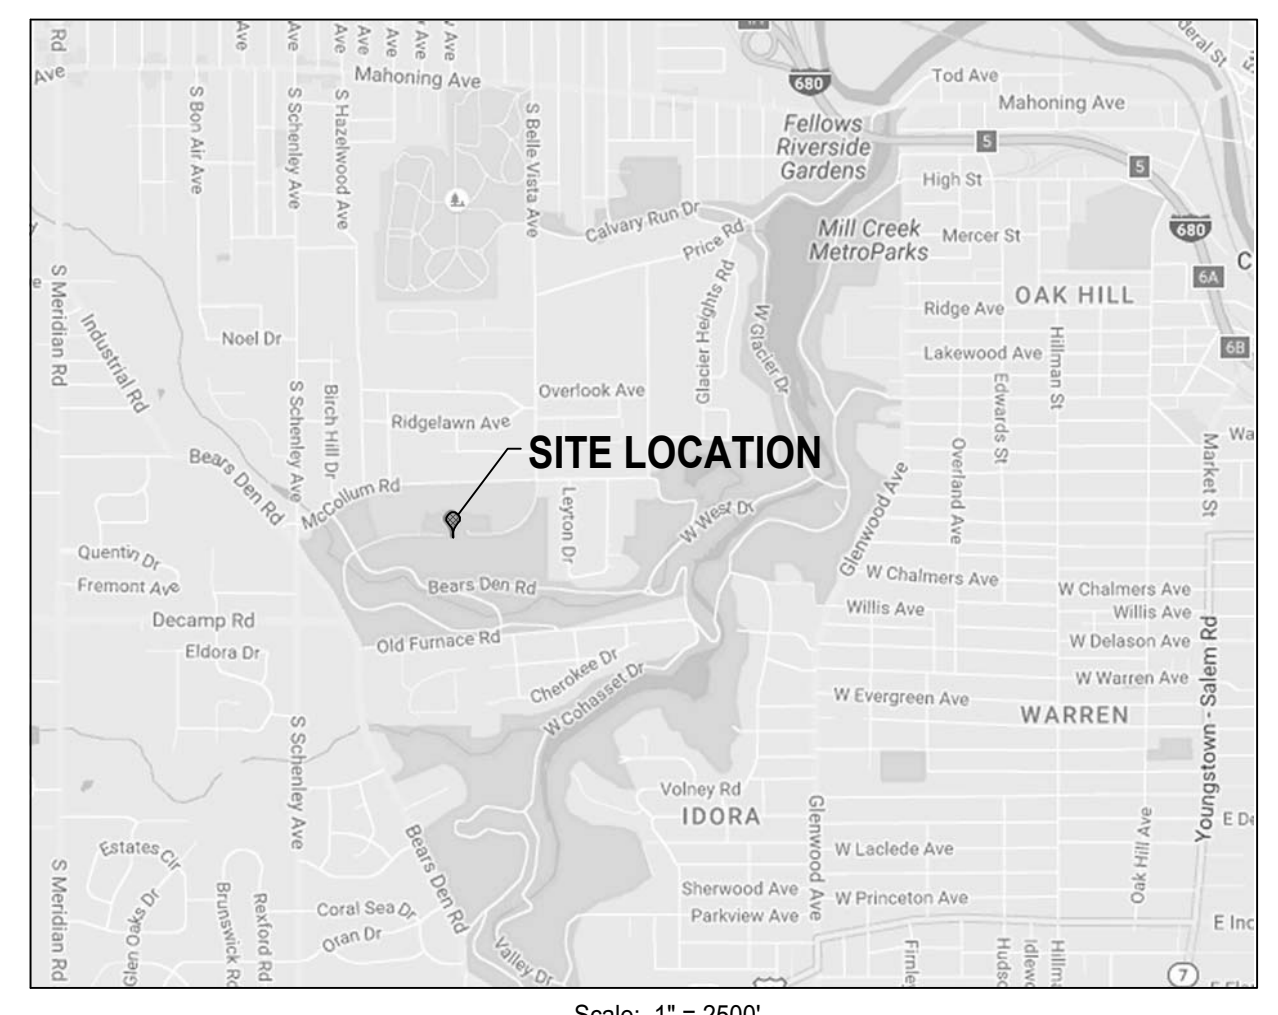 Rd
Ave
Ave
Ave
Ave
Ave
Ave
Ave
Ave
Mahoning Ave
S Bon Air Ave
S Schenley Ave
S Hazelwood Ave
S Belle Vista Ave
680
Tod Ave
Mahoning Ave
Fellows
Riverside
Gardens
5
5
High St
Calvary Run Dr
Price Rd
Mill Creek
MetroParks
Mercer St
680
6A
C
OAK HILL
S Meridian Rd
Industrial Rd
Noel Dr
Glacier Heights Rd
W Glacier Dr
Ridge Ave
Lakewood Ave
Hillman St
6B
Overlook Ave
Edwards St
S Schenley Ave
Birch Hill Dr
Ridgelawn Ave
SITE LOCATION
Overland Ave
Market St
Wa
Bears Den Rd
McCollum Rd
Leyton Dr
W West Dr
Glenwood Ave
Quentin Dr
Fremont Ave
Bears Den Rd
W Chalmers Ave
W Chalmers Ave
Willis Ave
Willis Ave
Decamp Rd
Eldora Dr
Old Furnace Rd
W Delason Ave
Cherokee Dr
W Cohasset Dr
W Warren Ave
W Evergreen Ave
WARREN
Youngstown - Salem Rd
S Schenley Ave
Volney Rd
IDORA
Glenwood Ave
Oak Hill Ave
E De
Estates Cir
Bears Den Rd
W Laclede Ave
S Meridian Rd
Glen Oaks Dr
Brunswick Rd
Rexford Rd
Coral Sea Dr
Otan Dr
Sherwood Ave
Parkview Ave
W Princeton Ave
E Inc
Valley Dr
Firnley
Hudso
Idlewo
Hillma
7
Scale: 1" = 2500'